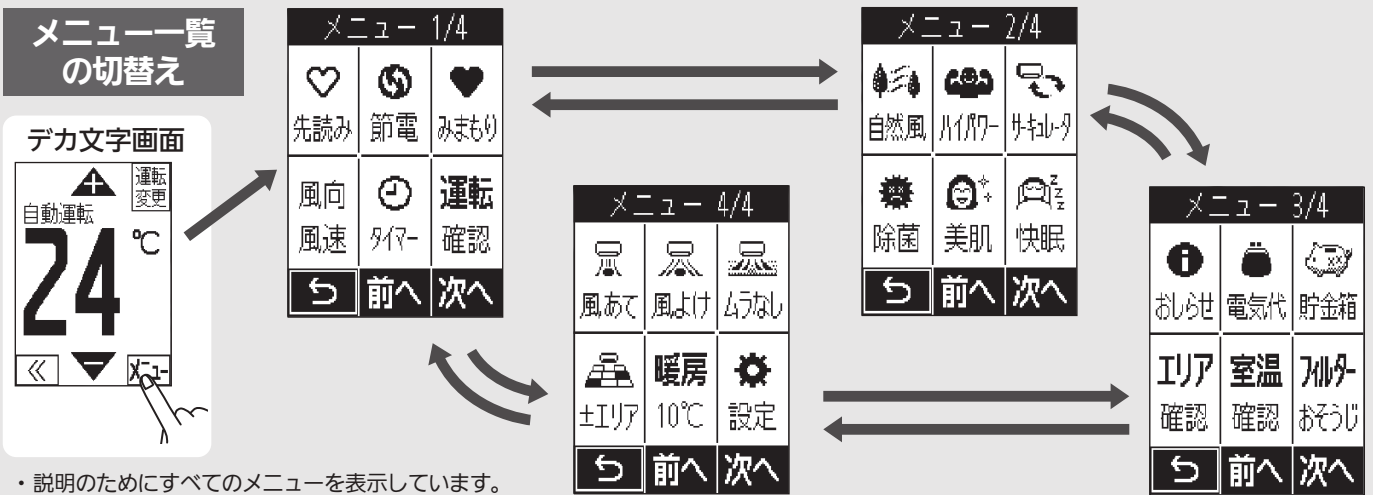 メニュー一覧
の切替え
デカ文字画面
運転
変更
自動運転
24
℃
メニュー
・説明のためにすべてのメニューを表示しています。
メニュー 1/4
先読み 節電 みまもり
風向 タイマー 運転
風速 確認
前へ 次へ
メニュー 2/4
自然風 ハイパワー サーキュレータ
除菌 美肌 快眠
前へ 次へ
メニュー 3/4
おしらせ 電気代 貯金箱
エリア 室温 フィルター
確認 確認 おそうじ
前へ 次へ
メニュー 4/4
風あて 風よけ ムラなし
暖房
±エリア 10℃ 設定
前へ 次へ